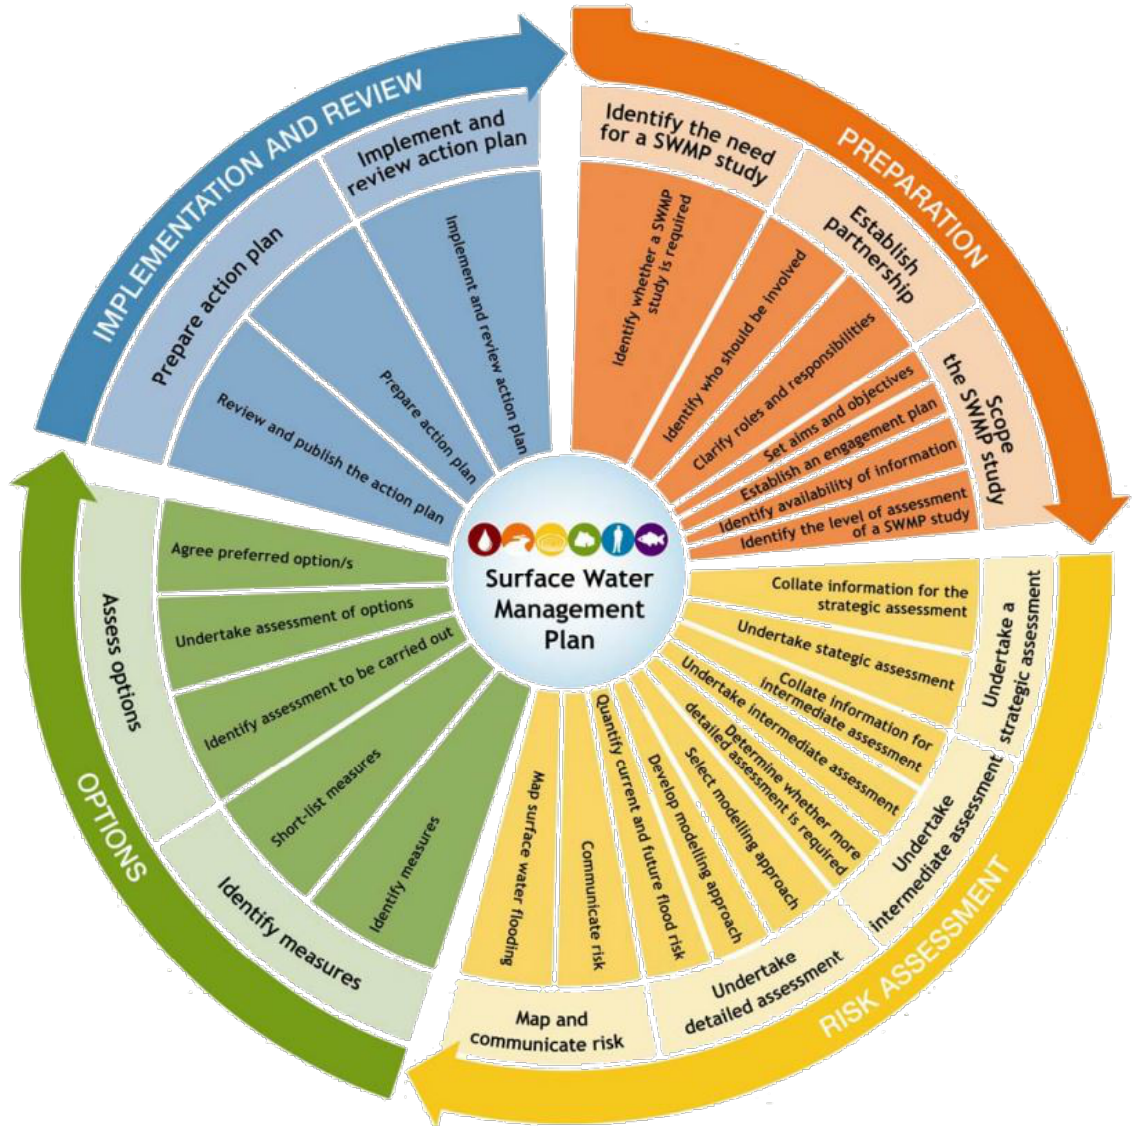 PREPARATION
Identify the need
for a SWMP study
Identify whether a SWMP
study is required
Establish
partnership
Identify who should be involved
Clarify roles and responsibilities
Scope
the SWMP study
Set aims and objectives
Establish an engagement plan
Identify availability of information
Identify the level of assessment
of a SWMP study
RISK ASSESSMENT
Undertake a
strategic assessment
Collate information for the
strategic assessment
Undertake stategic assessment
Undertake
intermediate assessment
Collate information for
intermediate assessment
Undertake intermediate assessment
Determine whether more
detailed assessment is required
Undertake
detailed assessment
Select modelling approach
Develop modelling approach
Quantify current and future flood risk
Map and
communicate risk
Communicate risk
Map surface water flooding
OPTIONS
Identify measures
Identify measures
Short-list measures
Assess options
Identify assessment to be carried out
Undertake assessment of options
Agree preferred option/s
IMPLEMENTATION AND REVIEW
Prepare action plan
Review and publish the action plan
Prepare action plan
Implement and
review action plan
Implement and review action plan
Surface Water
Management
Plan